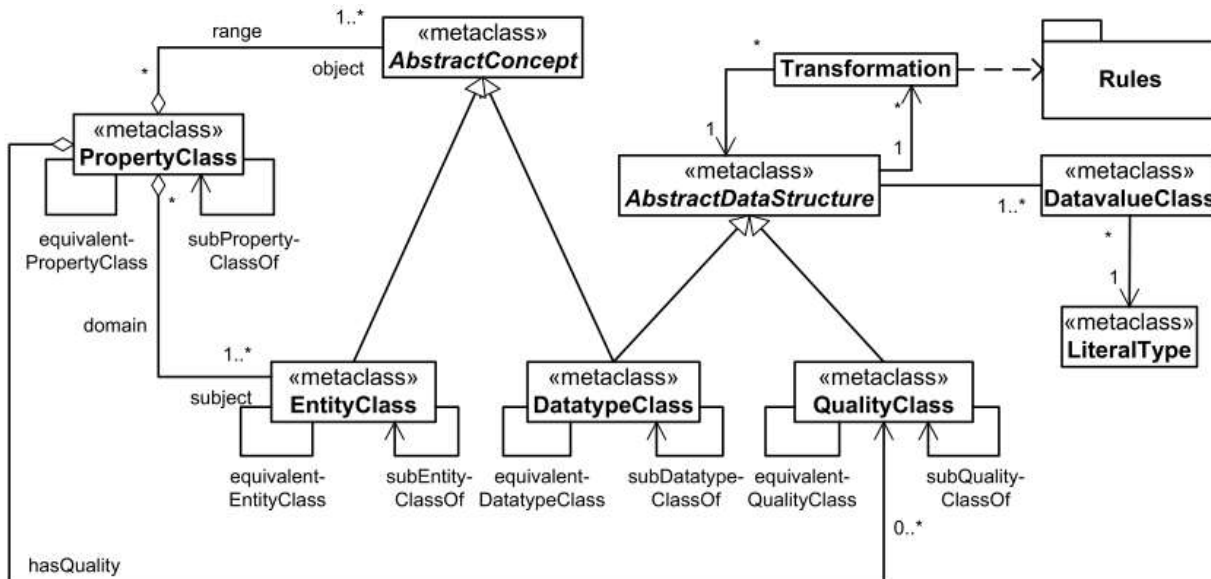 range
1..*
«metaclass»
AbstractConcept
object
*
«metaclass»
PropertyClass
*
equivalent-
PropertyClass
subProperty-
ClassOf
domain
1..*
subject
*
Transformation
*
1
1
Rules
«metaclass»
AbstractDataStructure
1..*
«metaclass»
DatavalueClass
*
1
«metaclass»
LiteralType
«metaclass»
EntityClass
equivalent-
EntityClass
subEntity-
ClassOf
«metaclass»
DatatypeClass
equivalent-
DatatypeClass
subDatatype-
ClassOf
«metaclass»
QualityClass
equivalent-
QualityClass
subQuality-
ClassOf
0..*
hasQuality